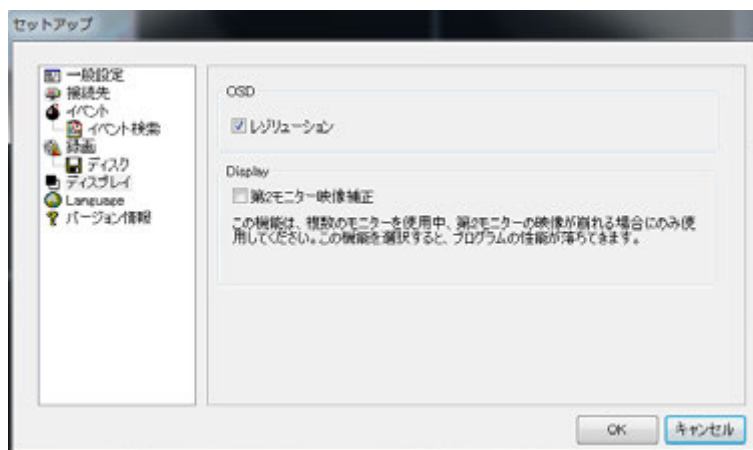 セットアップ
一般設定
接続先
イベント
イベント検索
録画
ディスク
ディスプレイ
Language
バージョン情報
OSD
レゾリューション
Display
第2モニター映像補正
この機能は、複数のモニターを使用中、第2モニターの映像が崩れる場合にのみ使
用してください。この機能を選択すると、プログラムの性能が落ちてきます。
OK
キャンセル